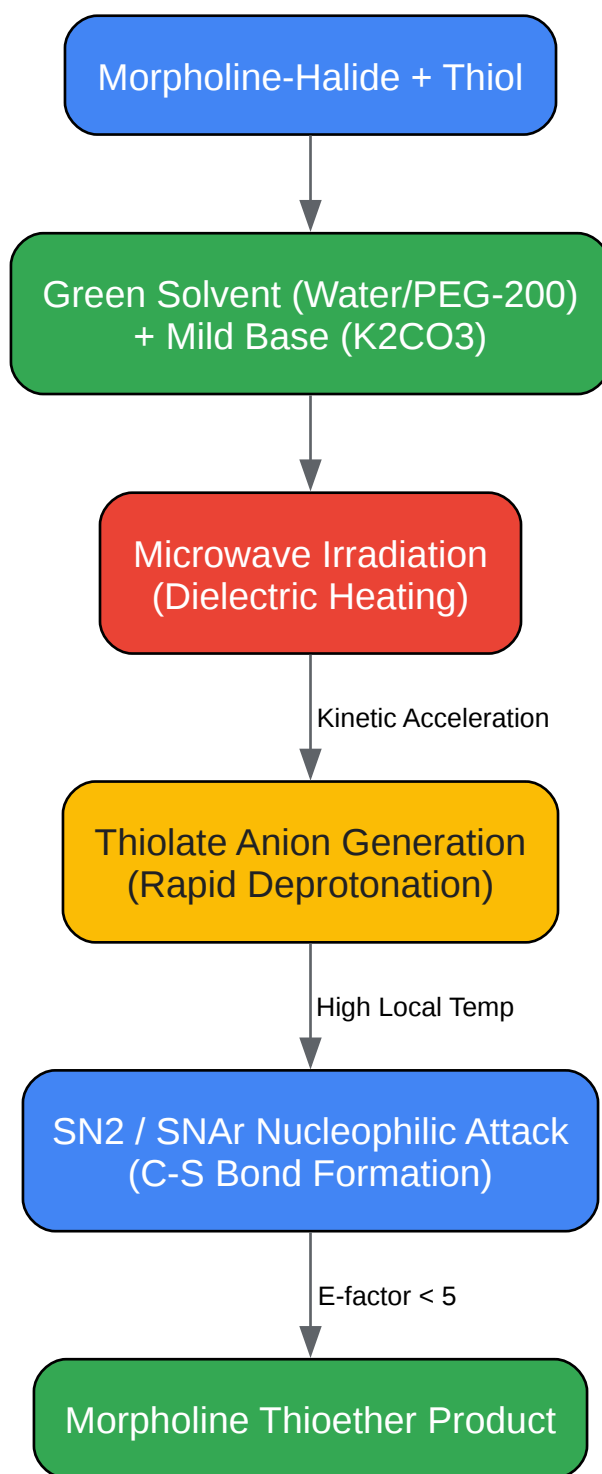 Morpholine-Halide + Thiol
Green Solvent (Water/PEG-200)
+ Mild Base (K2CO3)
Microwave Irradiation
(Dielectric Heating)
Kinetic Acceleration
Thiolate Anion Generation
(Rapid Deprotonation)
High Local Temp
SN2 / SNAr Nucleophilic Attack
(C-S Bond Formation)
E-factor < 5
Morpholine Thioether Product